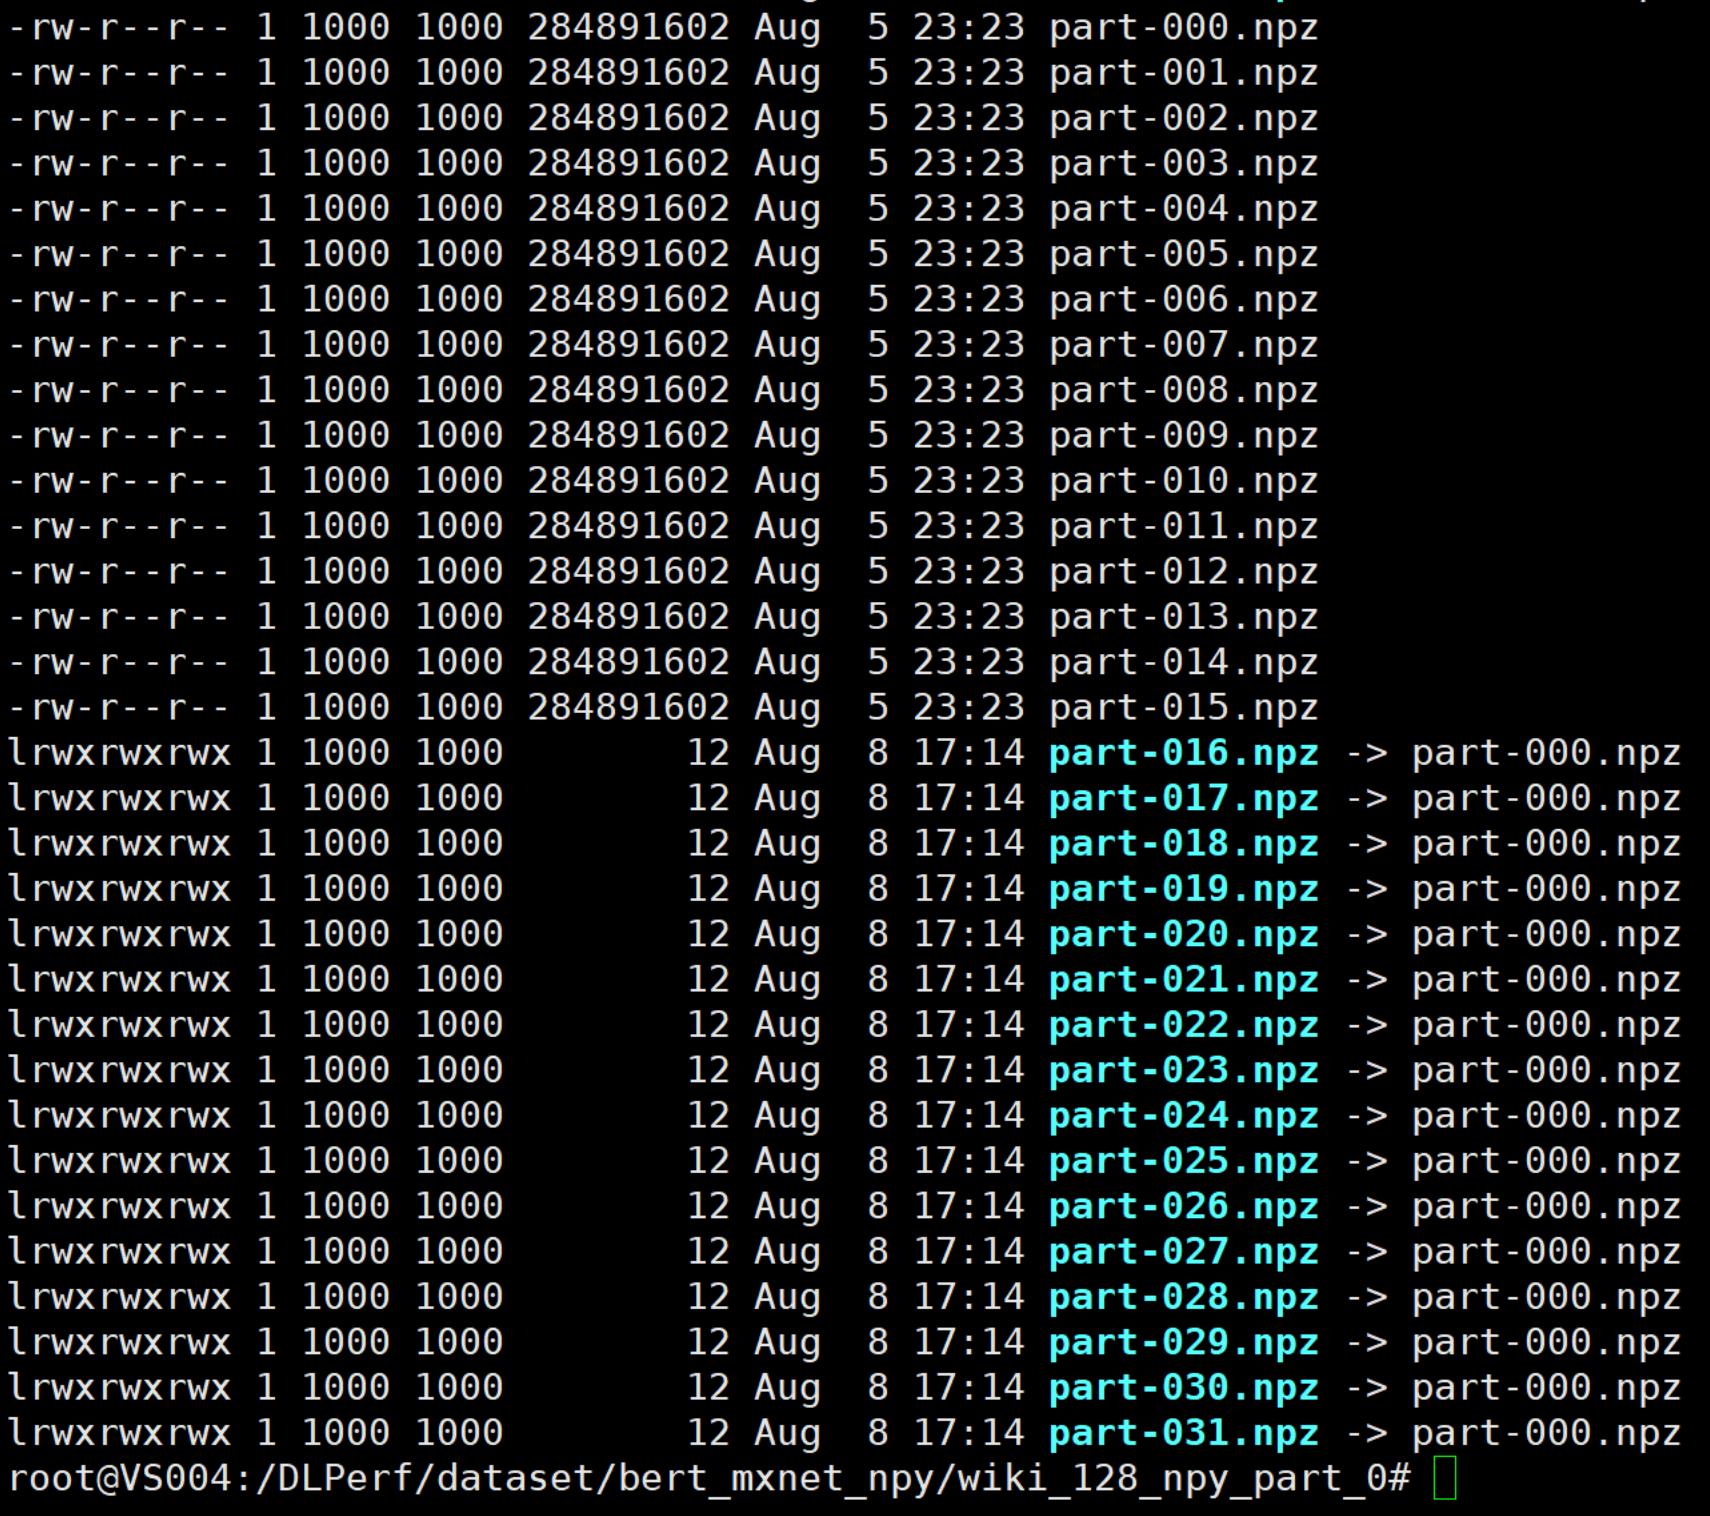 -rw-r--r-- 1 1000 1000 284891602 Aug  5 23:23 part-000.npz
-rw-r--r-- 1 1000 1000 284891602 Aug  5 23:23 part-001.npz
-rw-r--r-- 1 1000 1000 284891602 Aug  5 23:23 part-002.npz
-rw-r--r-- 1 1000 1000 284891602 Aug  5 23:23 part-003.npz
-rw-r--r-- 1 1000 1000 284891602 Aug  5 23:23 part-004.npz
-rw-r--r-- 1 1000 1000 284891602 Aug  5 23:23 part-005.npz
-rw-r--r-- 1 1000 1000 284891602 Aug  5 23:23 part-006.npz
-rw-r--r-- 1 1000 1000 284891602 Aug  5 23:23 part-007.npz
-rw-r--r-- 1 1000 1000 284891602 Aug  5 23:23 part-008.npz
-rw-r--r-- 1 1000 1000 284891602 Aug  5 23:23 part-009.npz
-rw-r--r-- 1 1000 1000 284891602 Aug  5 23:23 part-010.npz
-rw-r--r-- 1 1000 1000 284891602 Aug  5 23:23 part-011.npz
-rw-r--r-- 1 1000 1000 284891602 Aug  5 23:23 part-012.npz
-rw-r--r-- 1 1000 1000 284891602 Aug  5 23:23 part-013.npz
-rw-r--r-- 1 1000 1000 284891602 Aug  5 23:23 part-014.npz
-rw-r--r-- 1 1000 1000 284891602 Aug  5 23:23 part-015.npz
lrwxrwxrwx 1 1000 1000        12 Aug  8 17:14 part-016.npz -> part-000.npz
lrwxrwxrwx 1 1000 1000        12 Aug  8 17:14 part-017.npz -> part-000.npz
lrwxrwxrwx 1 1000 1000        12 Aug  8 17:14 part-018.npz -> part-000.npz
lrwxrwxrwx 1 1000 1000        12 Aug  8 17:14 part-019.npz -> part-000.npz
lrwxrwxrwx 1 1000 1000        12 Aug  8 17:14 part-020.npz -> part-000.npz
lrwxrwxrwx 1 1000 1000        12 Aug  8 17:14 part-021.npz -> part-000.npz
lrwxrwxrwx 1 1000 1000        12 Aug  8 17:14 part-022.npz -> part-000.npz
lrwxrwxrwx 1 1000 1000        12 Aug  8 17:14 part-023.npz -> part-000.npz
lrwxrwxrwx 1 1000 1000        12 Aug  8 17:14 part-024.npz -> part-000.npz
lrwxrwxrwx 1 1000 1000        12 Aug  8 17:14 part-025.npz -> part-000.npz
lrwxrwxrwx 1 1000 1000        12 Aug  8 17:14 part-026.npz -> part-000.npz
lrwxrwxrwx 1 1000 1000        12 Aug  8 17:14 part-027.npz -> part-000.npz
lrwxrwxrwx 1 1000 1000        12 Aug  8 17:14 part-028.npz -> part-000.npz
lrwxrwxrwx 1 1000 1000        12 Aug  8 17:14 part-029.npz -> part-000.npz
lrwxrwxrwx 1 1000 1000        12 Aug  8 17:14 part-030.npz -> part-000.npz
lrwxrwxrwx 1 1000 1000        12 Aug  8 17:14 part-031.npz -> part-000.npz
root@VS004:/DLPerf/dataset/bert_mxnet_npy/wiki_128_npy_part_0#